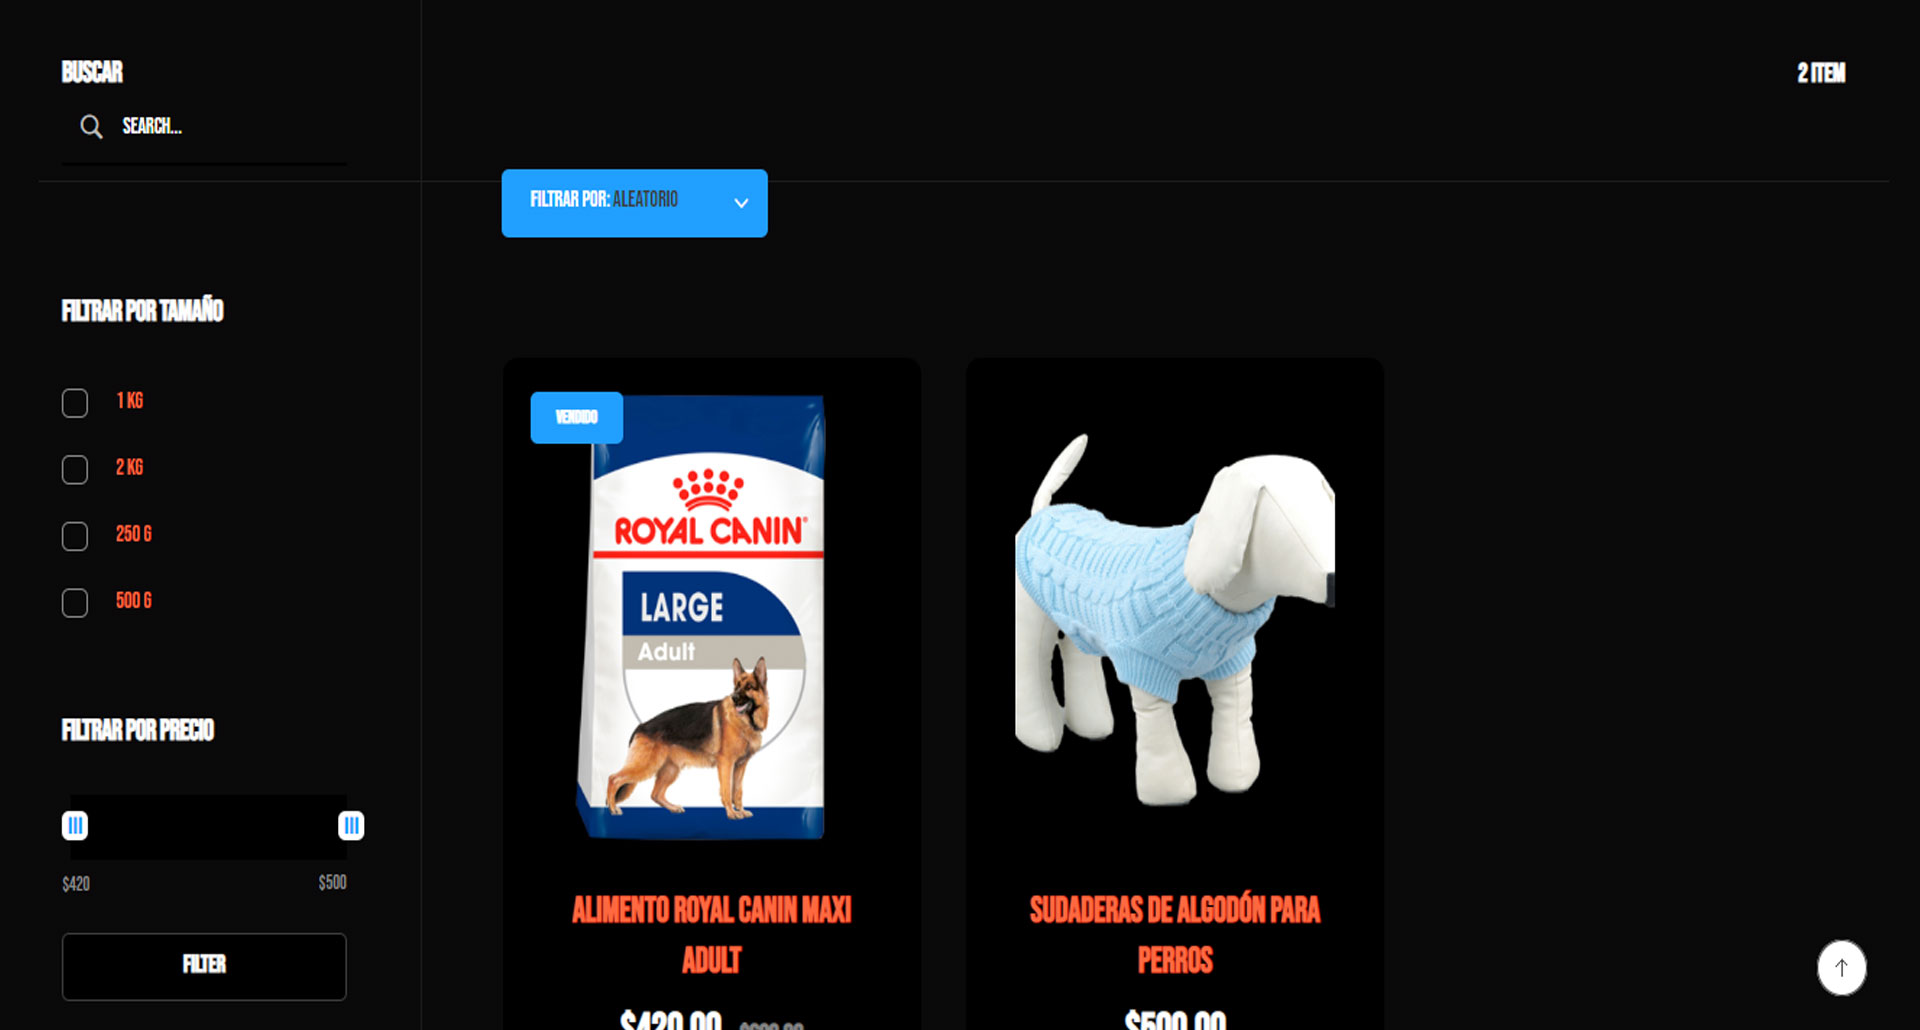 BUSCAR
SEARCH...
2 ITEM
FILTRAR POR: ALEATORIO
FILTRAR POR TAMAÑO
1 KG
2 KG
250 G
500 G
FILTRAR POR PRECIO
$420
$500
FILTER
VENDIDO
ROYAL CANIN
LARGE
Adult
ALIMENTO ROYAL CANIN MAXI
ADULT
$420.00
SUDADERAS DE ALGODÓN PARA
PERROS
$500.00